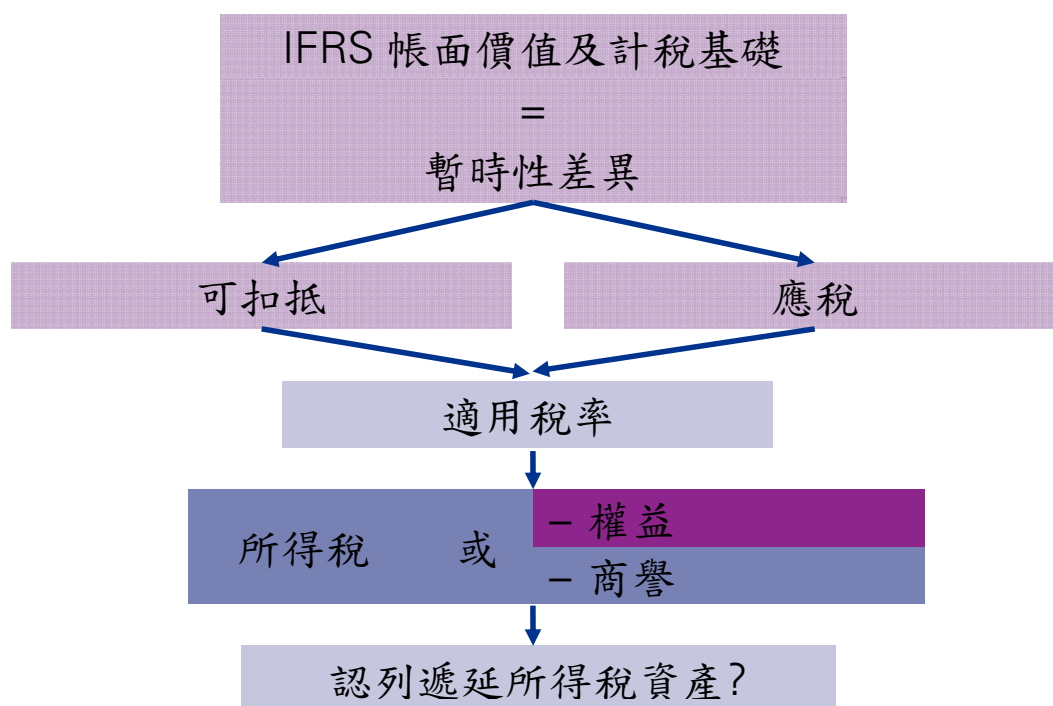 IFRS 帳面價值及計稅基礎
=
暫時性差異
可扣抵
應稅
適用稅率
所得稅 或
– 權益
– 商譽
認列遞延所得稅資產?